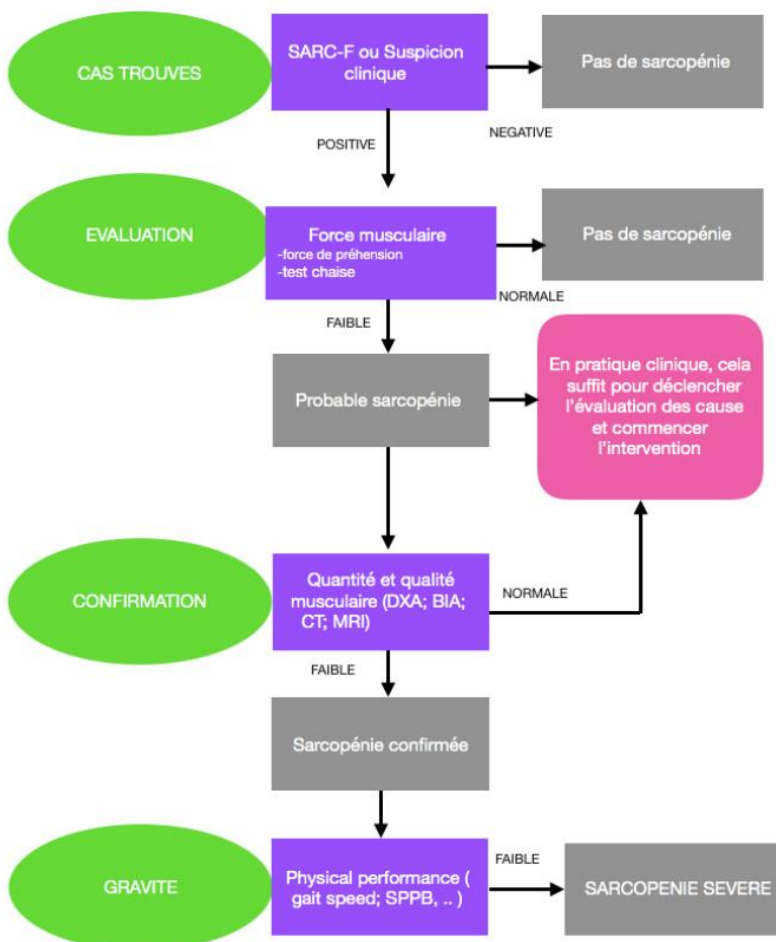 CAS TROUVES
SARC-F ou Suspicion
clinique
Pas de sarcopénie
POSITIVE
NEGATIVE
EVALUATION
Force musculaire
-force de préhension
-test chaise
Pas de sarcopénie
NORMALE
FAIBLE
Probable sarcopénie
En pratique clinique, cela
suffit pour déclencher
l'évaluation des cause
et commencer
l'intervention
CONFIRMATION
Quantité et qualité
musculaire (DXA; BIA;
CT; MRI)
NORMALE
FAIBLE
Sarcopénie confirmée
GRAVITE
Physical performance (
gait speed; SPPB, .. )
FAIBLE
SARCOPENIE SEVERE